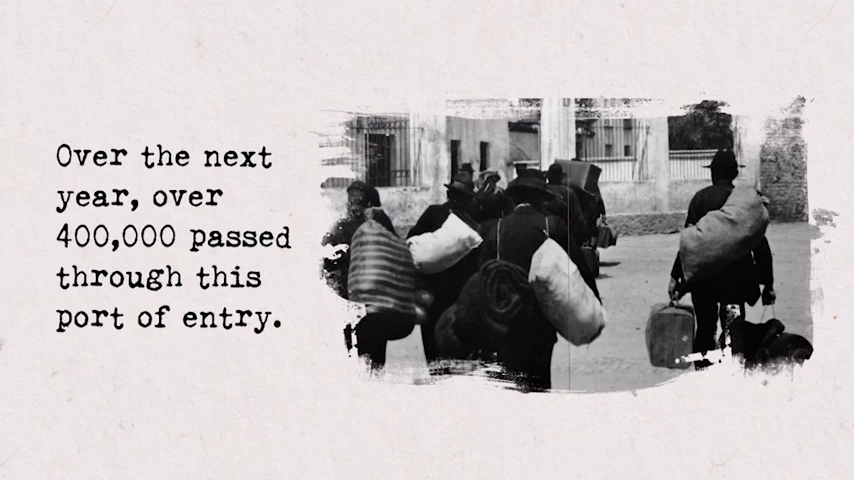 Over the next
year, over
400,000 passed
through this
port of entry.